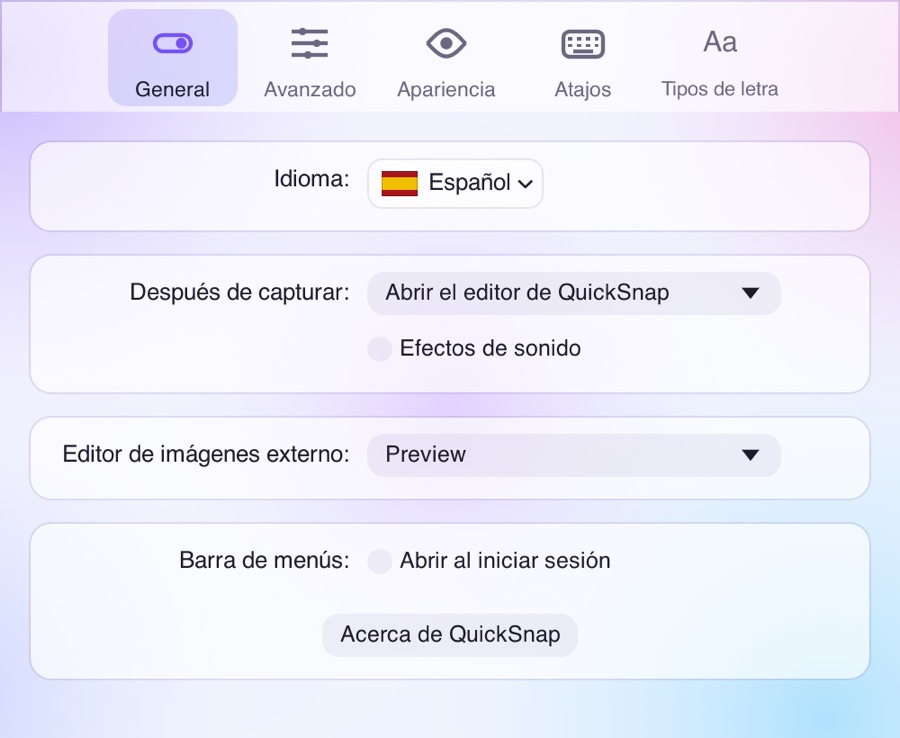 General
Avanzado
Apariencia
Atajos
Aa
Tipos de letra
Idioma:
Español
Después de capturar:
Abrir el editor de QuickSnap
Efectos de sonido
Editor de imágenes externo:
Preview
Barra de menús:
Abrir al iniciar sesión
Acerca de QuickSnap